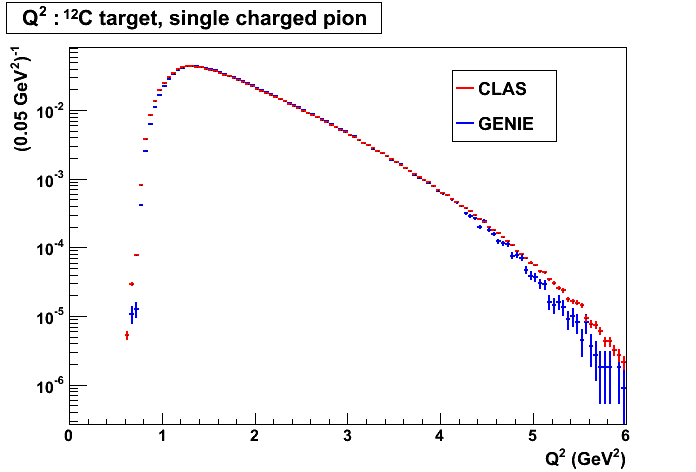 Q² : ¹²C target, single charged pion
(0.05 GeV²)⁻¹
CLAS
GENIE
10⁻²
10⁻³
10⁻⁴
10⁻⁵
10⁻⁶
0 1 2 3 4 5 6
Q² (GeV²)